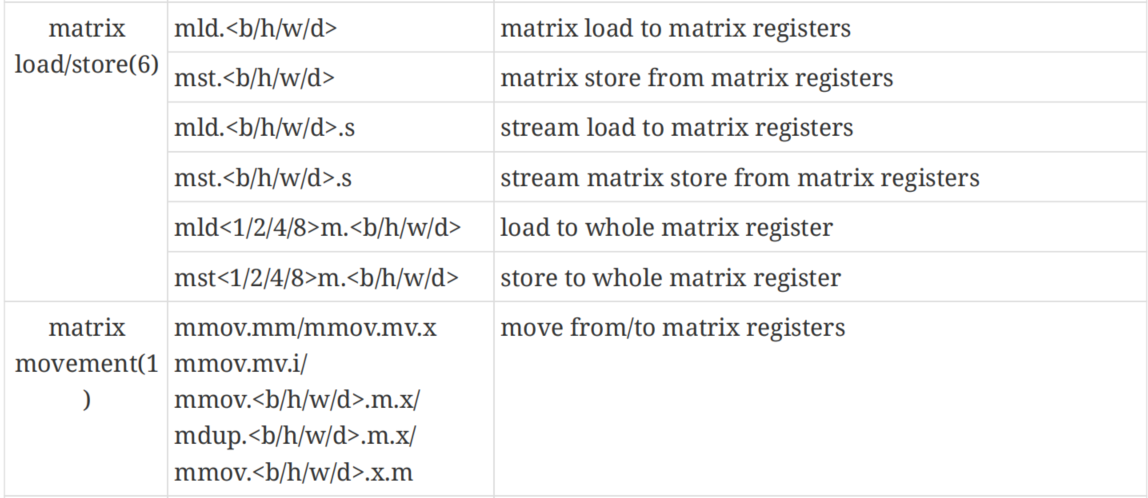 matrix
load/store(6)
mld.<b/h/w/d>
matrix load to matrix registers
mst.<b/h/w/d>
matrix store from matrix registers
mld.<b/h/w/d>.s
stream load to matrix registers
mst.<b/h/w/d>.s
stream matrix store from matrix registers
mld<1/2/4/8>m.<b/h/w/d>
load to whole matrix register
mst<1/2/4/8>m.<b/h/w/d>
store to whole matrix register
matrix
movement(1
)
mmov.mm/mmov.mv.x
mmov.mv.i/
mmov.<b/h/w/d>.m.x/
mdup.<b/h/w/d>.m.x/
mmov.<b/h/w/d>.x.m
move from/to matrix registers